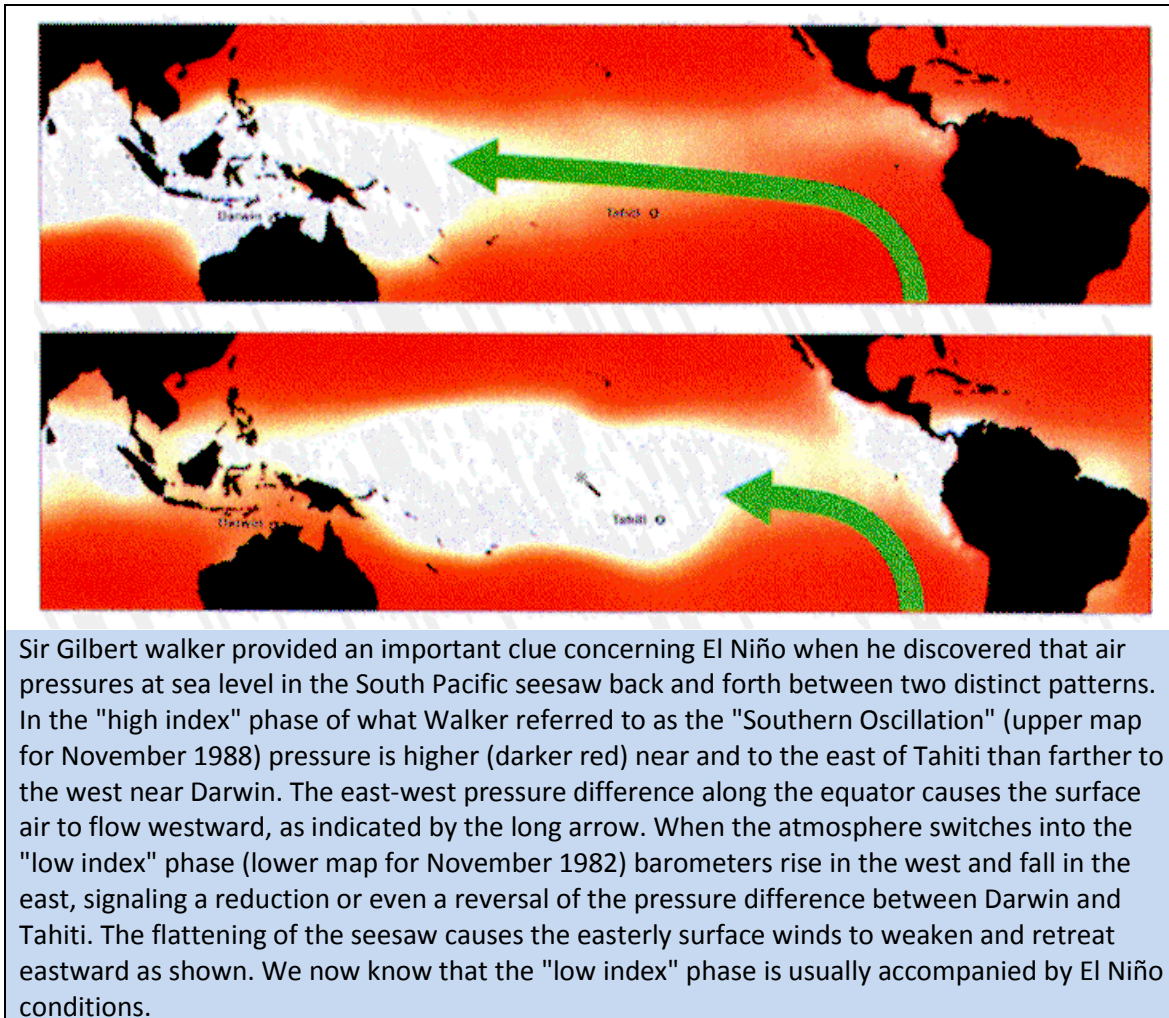 Darwin
Tahiti
Darwin
Tahiti
Sir Gilbert walker provided an important clue concerning El Niño when he discovered that air
pressures at sea level in the South Pacific seesaw back and forth between two distinct patterns.
In the "high index" phase of what Walker referred to as the "Southern Oscillation" (upper map
for November 1988) pressure is higher (darker red) near and to the east of Tahiti than farther to
the west near Darwin. The east-west pressure difference along the equator causes the surface
air to flow westward, as indicated by the long arrow. When the atmosphere switches into the
"low index" phase (lower map for November 1982) barometers rise in the west and fall in the
east, signaling a reduction or even a reversal of the pressure difference between Darwin and
Tahiti. The flattening of the seesaw causes the easterly surface winds to weaken and retreat
eastward as shown. We now know that the "low index" phase is usually accompanied by El Niño
conditions.